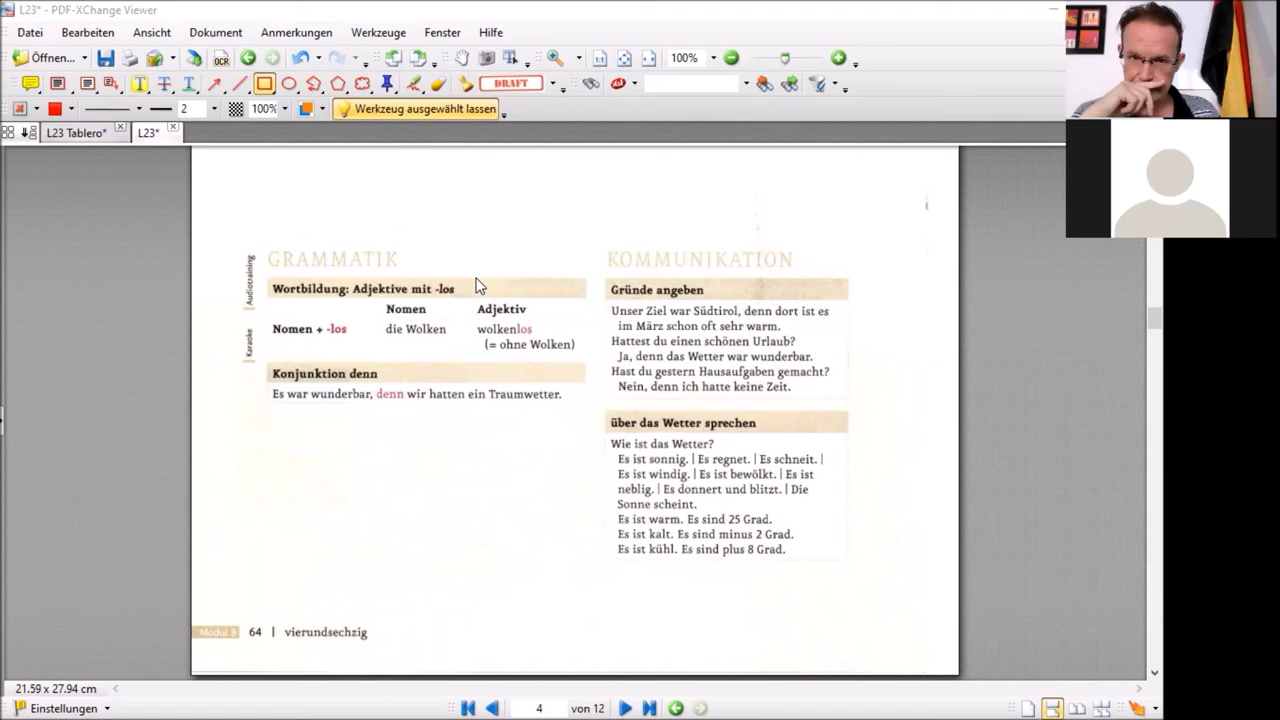 L23* - PDF-XChange Viewer
Datei Bearbeiten Ansicht Dokument Anmerkungen Werkzeuge Fenster Hilfe
Öffnen... OCR 100%
DRAFT
2 100% Werkzeug ausgewählt lassen
L23 Tablero* L23*
GRAMMATIK
Audiotraining
Karaoke
Wortbildung: Adjektive mit -los
Nomen Adjektiv
Nomen + -los die Wolken wolkenlos
(= ohne Wolken)
Konjunktion denn
Es war wunderbar, denn wir hatten ein Traumwetter.
KOMMUNIKATION
Gründe angeben
Unser Ziel war Südtirol, denn dort ist es
im März schon oft sehr warm.
Hattest du einen schönen Urlaub?
Ja, denn das Wetter war wunderbar.
Hast du gestern Hausaufgaben gemacht?
Nein, denn ich hatte keine Zeit.
über das Wetter sprechen
Wie ist das Wetter?
Es ist sonnig. | Es regnet. | Es schneit. |
Es ist windig. | Es ist bewölkt. | Es ist
neblig. | Es donnert und blitzt. | Die
Sonne scheint.
Es ist warm. Es sind 25 Grad.
Es ist kalt. Es sind minus 2 Grad.
Es ist kühl. Es sind plus 8 Grad.
64 | vierundsechzig
21.59 x 27.94 cm
Einstellungen 4 von 12